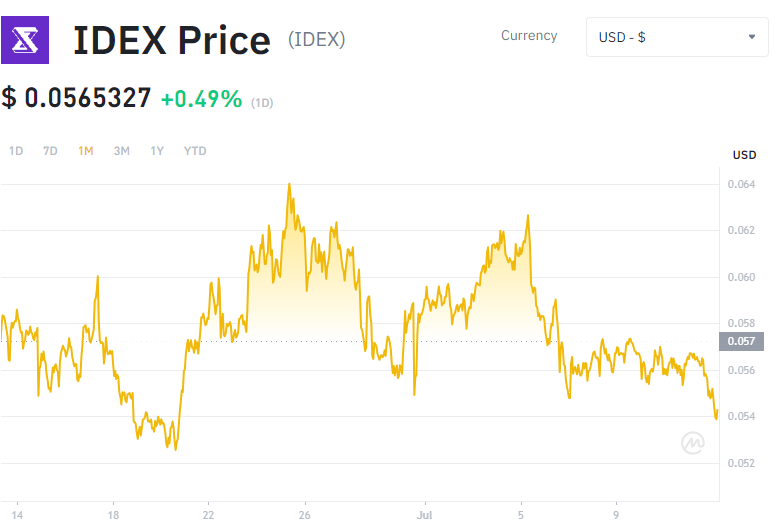 IDEX Price (IDEX)
Currency
USD - $
$ 0.0565327 +0.49% (1D)
1D 7D 1M 3M 1Y YTD
USD
0.064
0.062
0.060
0.058
0.057
0.056
0.054
0.052
14 18 22 26 Jul 5 9